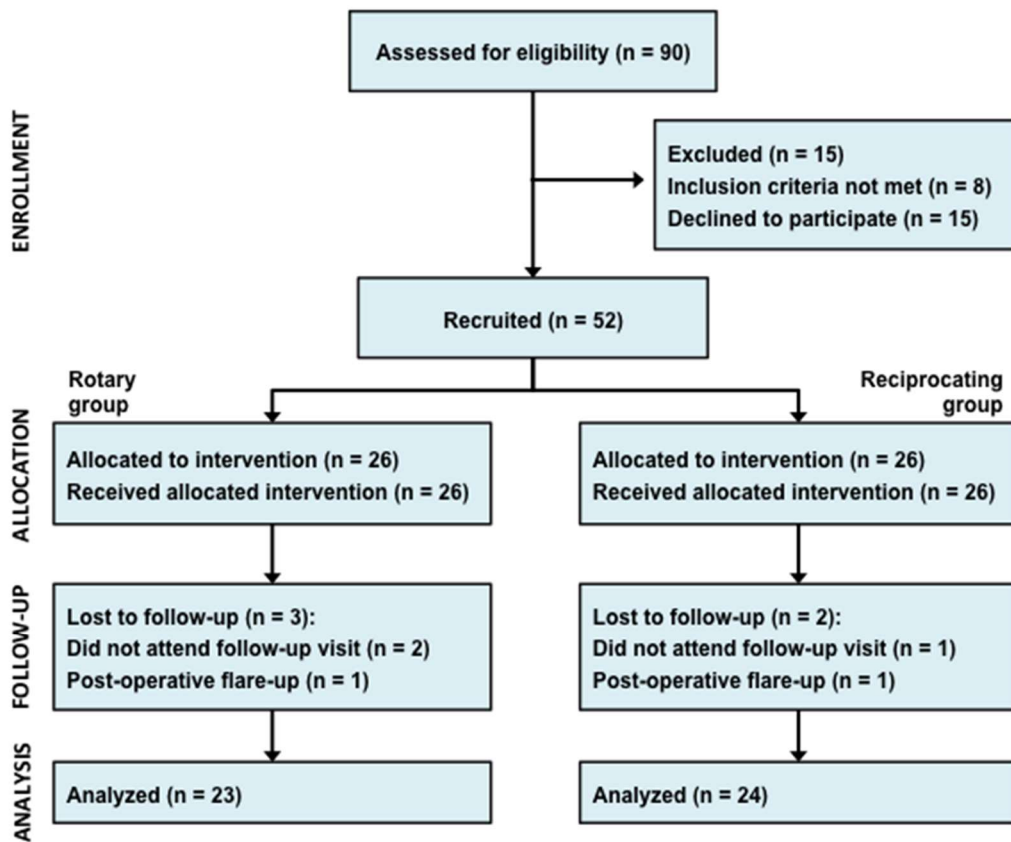 Assessed for eligibility (n = 90)
ENROLLMENT
Excluded (n = 15)
Inclusion criteria not met (n = 8)
Declined to participate (n = 15)
Recruited (n = 52)
Rotary
group
Reciprocating
group
ALLOCATION
Allocated to intervention (n = 26)
Received allocated intervention (n = 26)
Allocated to intervention (n = 26)
Received allocated intervention (n = 26)
FOLLOW-UP
Lost to follow-up (n = 3):
Did not attend follow-up visit (n = 2)
Post-operative flare-up (n = 1)
Lost to follow-up (n = 2):
Did not attend follow-up visit (n = 1)
Post-operative flare-up (n = 1)
ANALYSIS
Analyzed (n = 23)
Analyzed (n = 24)